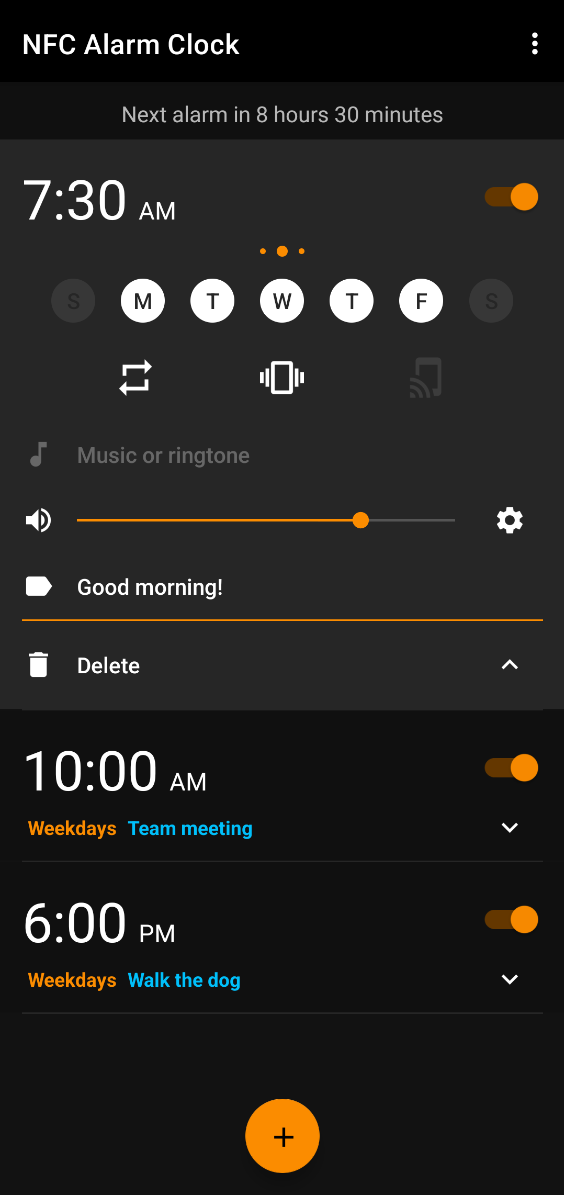 NFC Alarm Clock
Next alarm in 8 hours 30 minutes
7:30 AM
S M T W T F S
Music or ringtone
Good morning!
Delete
10:00 AM
Weekdays Team meeting
6:00 PM
Weekdays Walk the dog
+